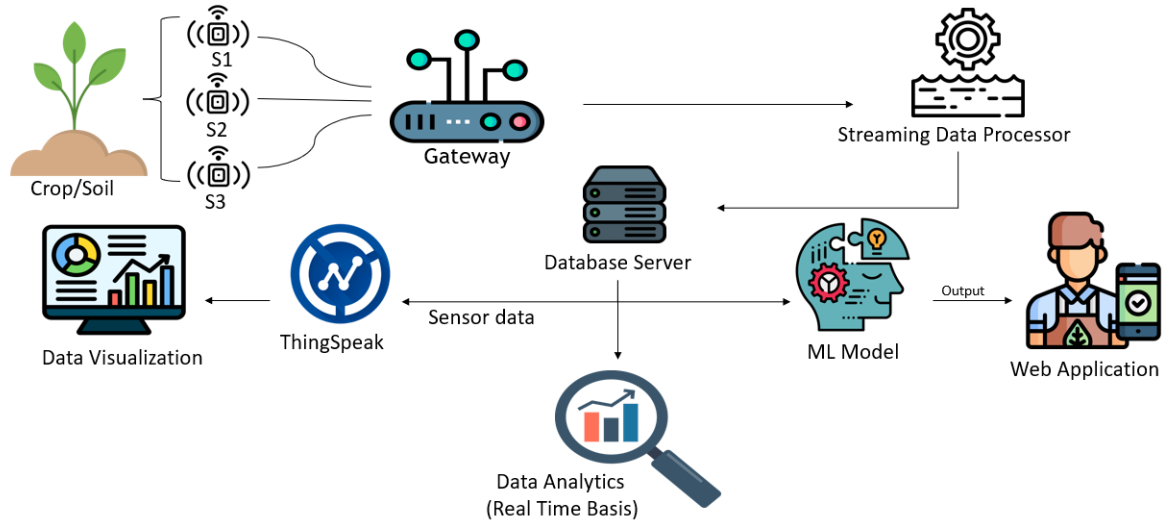 S1
S2
S3
Crop/Soil
Gateway
Streaming Data Processor
Database Server
Data Visualization
ThingSpeak
Sensor data
ML Model
Output
Web Application
Data Analytics
(Real Time Basis)